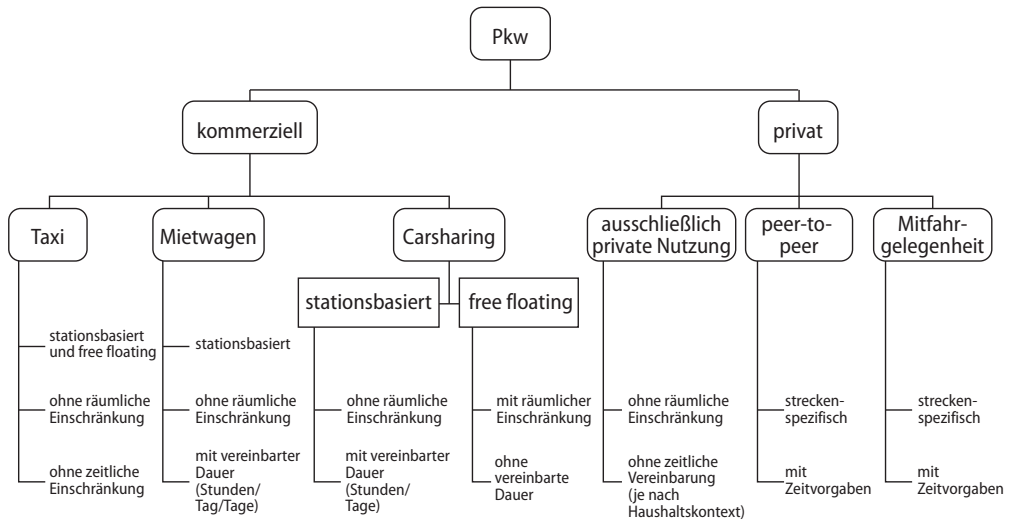 Pkw
kommerziell
privat
Taxi
Mietwagen
Carsharing
ausschließlich
private Nutzung
peer-to-
peer
Mitfahr-
gelegenheit
stationsbasiert
free floating
stationsbasiert
und free floating
stationsbasiert
ohne räumliche
Einschränkung
ohne räumliche
Einschränkung
ohne räumliche
Einschränkung
mit räumlicher
Einschränkung
ohne räumliche
Einschränkung
strecken-
spezifisch
strecken-
spezifisch
ohne zeitliche
Einschränkung
mit vereinbarter
Dauer
(Stunden/
Tag/Tage)
mit vereinbarter
Dauer
(Stunden/
Tage)
ohne
vereinbarte
Dauer
ohne zeitliche
Vereinbarung
(je nach
Haushaltskontext)
mit
Zeitvorgaben
mit
Zeitvorgaben